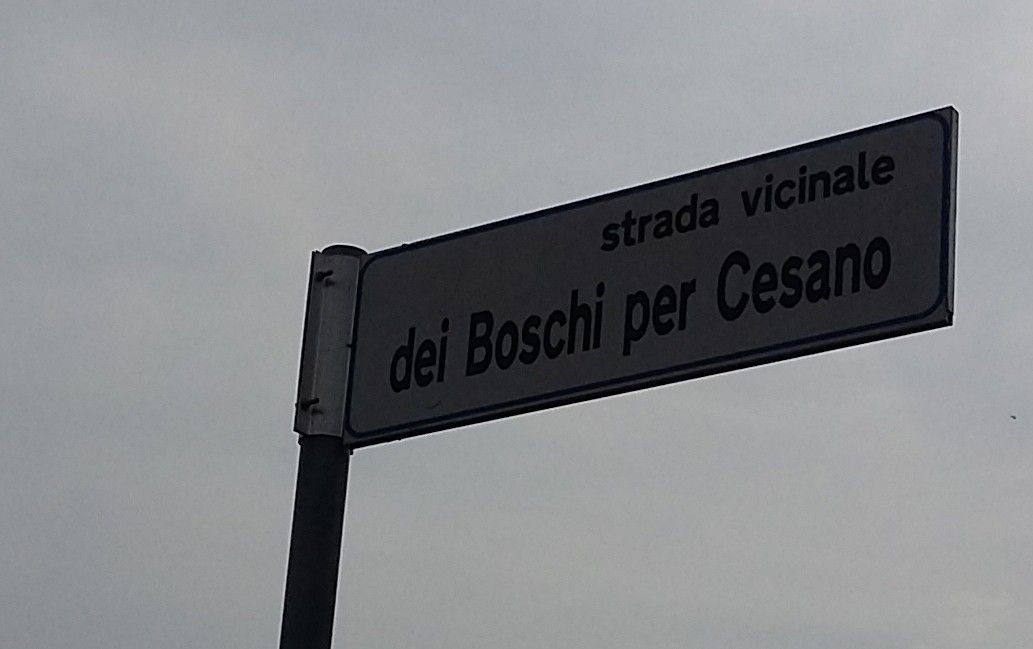 strada vicinale
dei Boschi per Cesano